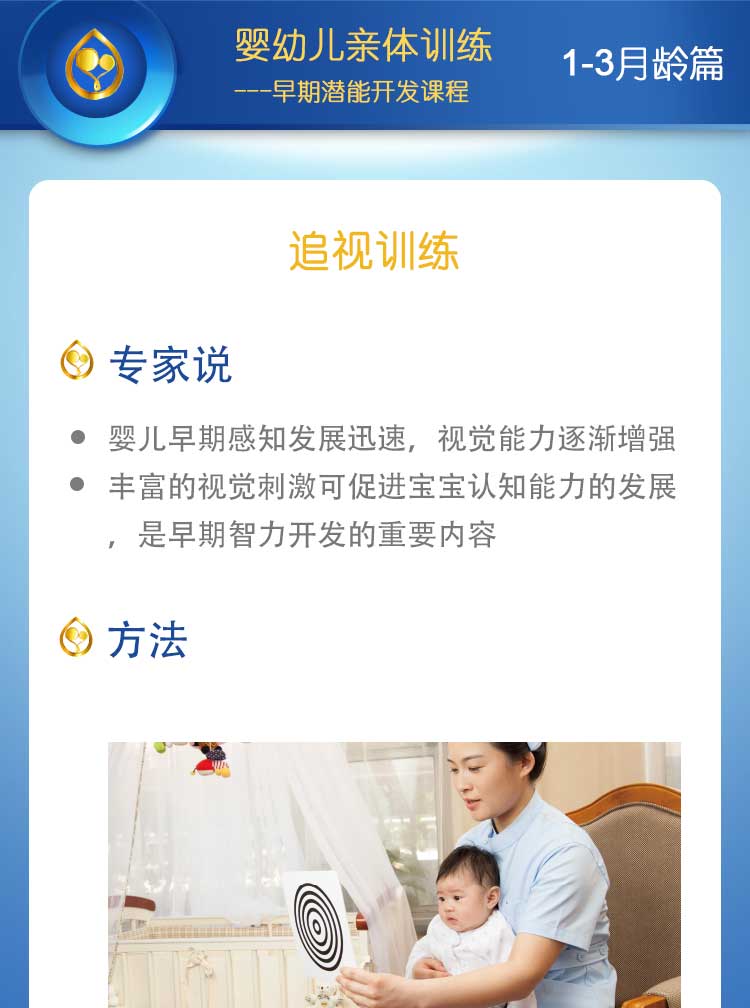 婴幼儿亲体训练
---早期潜能开发课程
1-3月龄篇
追视训练
专家说
婴儿早期感知发展迅速，视觉能力逐渐增强
丰富的视觉刺激可促进宝宝认知能力的发展
，是早期智力开发的重要内容
方法